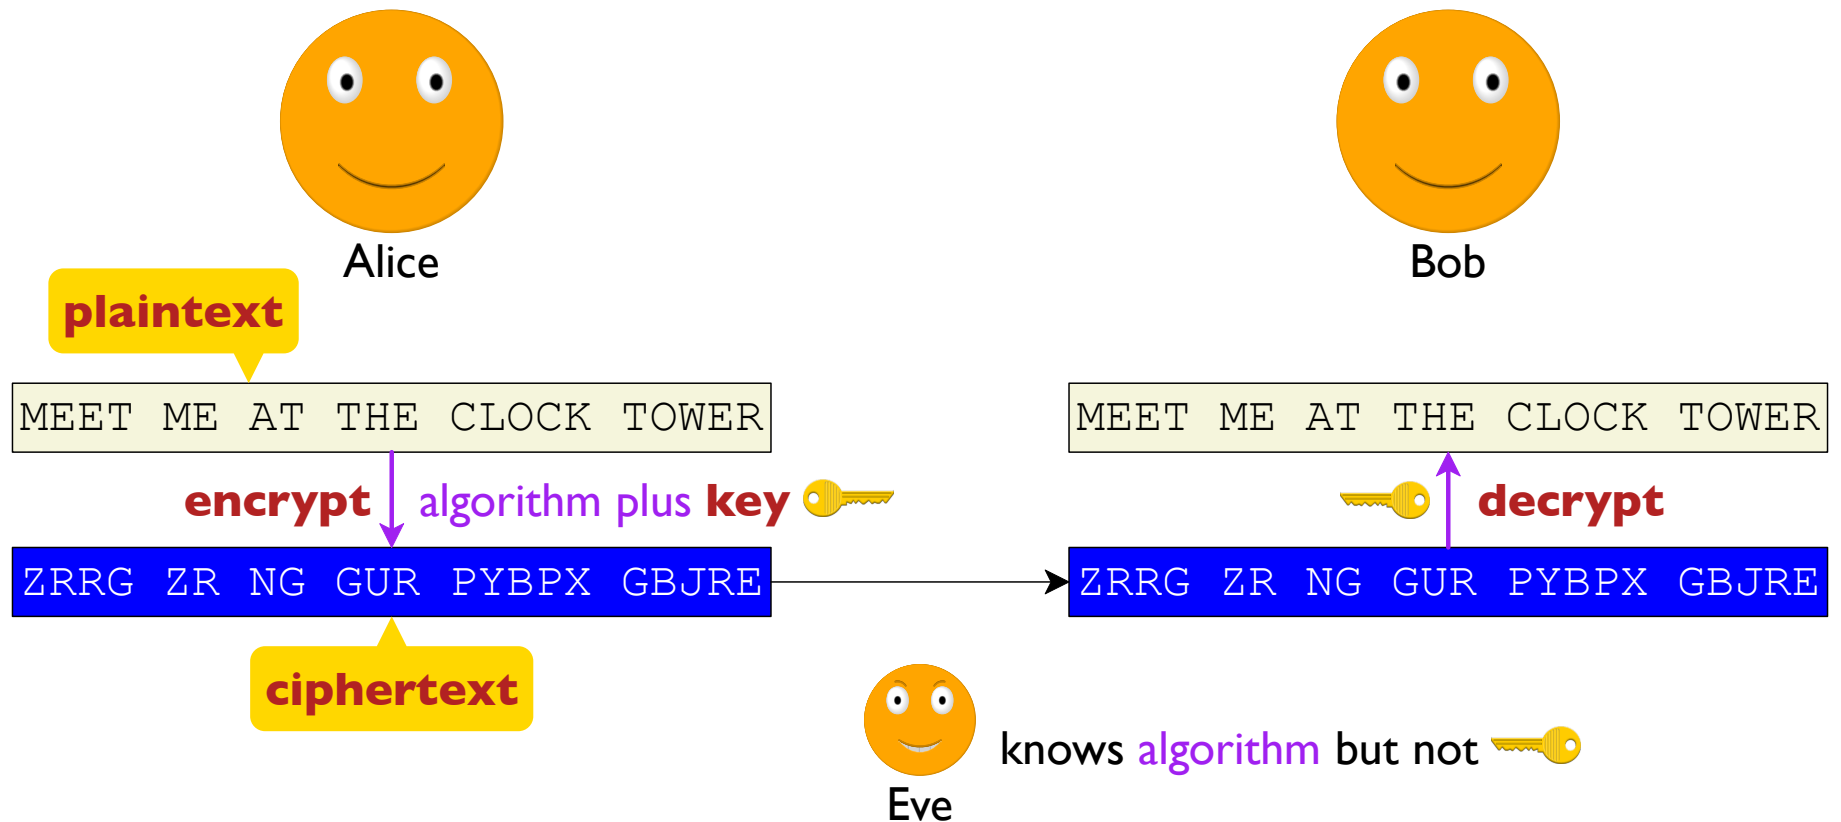 Alice
Bob
plaintext
MEET ME AT THE CLOCK TOWER
MEET ME AT THE CLOCK TOWER
encrypt algorithm plus key
decrypt
ZRRG ZR NG GUR PYBPX GBJRE
ZRRG ZR NG GUR PYBPX GBJRE
ciphertext
knows algorithm but not
Eve